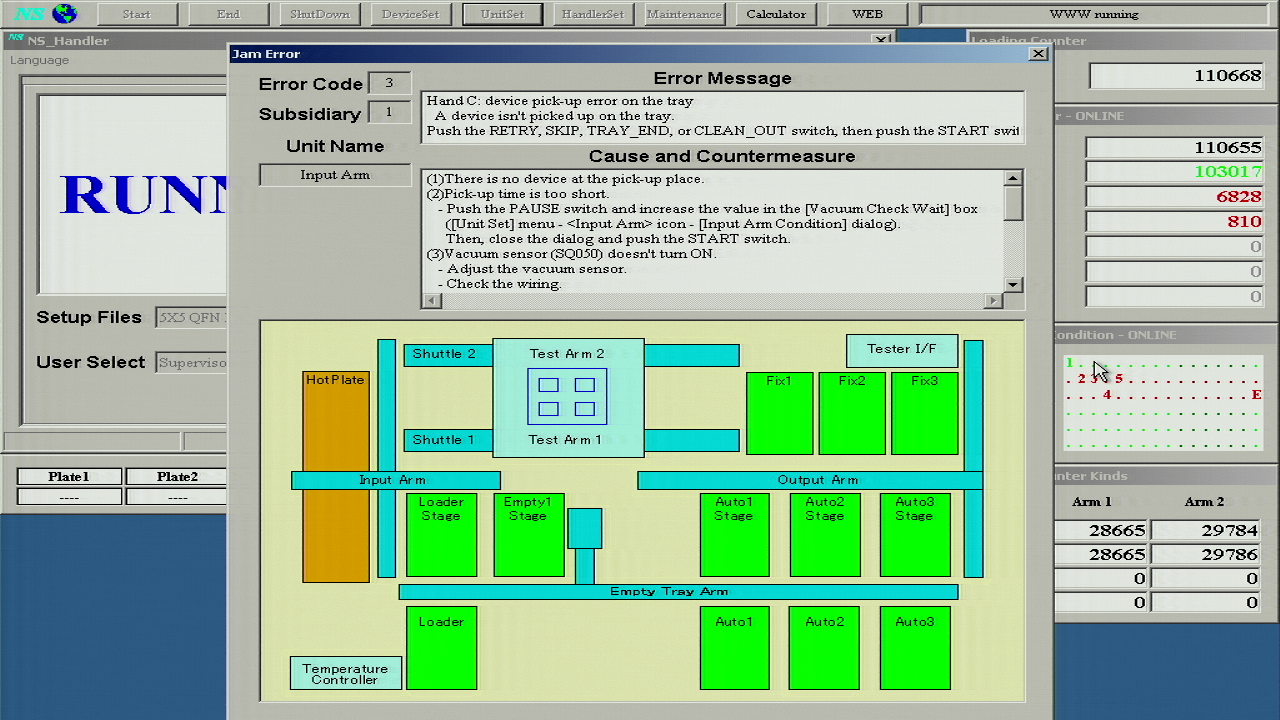 NS
Start
End
ShutDown
DeviceSet
UnitSet
HandlerSet
Maintenance
Calculator
WEB
WWW running
NS NS_Handler
Language
RUNN
Setup Files
5X5 QFN
User Select
Superviso
Plate1
Plate2
----
----
Jam Error
Error Code
3
Subsidiary
1
Unit Name
Input Arm
Error Message
Hand C: device pick-up error on the tray
A device isn't picked up on the tray.
Push the RETRY, SKIP, TRAY_END, or CLEAN_OUT switch, then push the START swit
Cause and Countermeasure
(1)There is no device at the pick-up place.
(2)Pick-up time is too short.
- Push the PAUSE switch and increase the value in the [Vacuum Check Wait] box
([Unit Set] menu - <Input Arm> icon - [Input Arm Condition] dialog).
Then, close the dialog and push the START switch.
(3)Vacuum sensor (SQ050) doesn't turn ON.
- Adjust the vacuum sensor.
- Check the wiring.
Shuttle 2
Test Arm 2
Tester I/F
HotPlate
Fix1
Fix2
Fix3
Shuttle 1
Test Arm 1
Input Arm
Output Arm
Loader
Stage
Empty1
Stage
Auto1
Stage
Auto2
Stage
Auto3
Stage
Empty Tray Arm
Loader
Auto1
Auto2
Auto3
Temperature
Controller
Loading Counter
110668
r - ONLINE
110655
103017
6828
810
0
0
0
ondition - ONLINE
1
2 3 5
4 E
nter Kinds
Arm 1
Arm 2
28665
29784
28665
29786
0
0
0
0